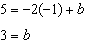 5 = −2(−1) + b
3 = b